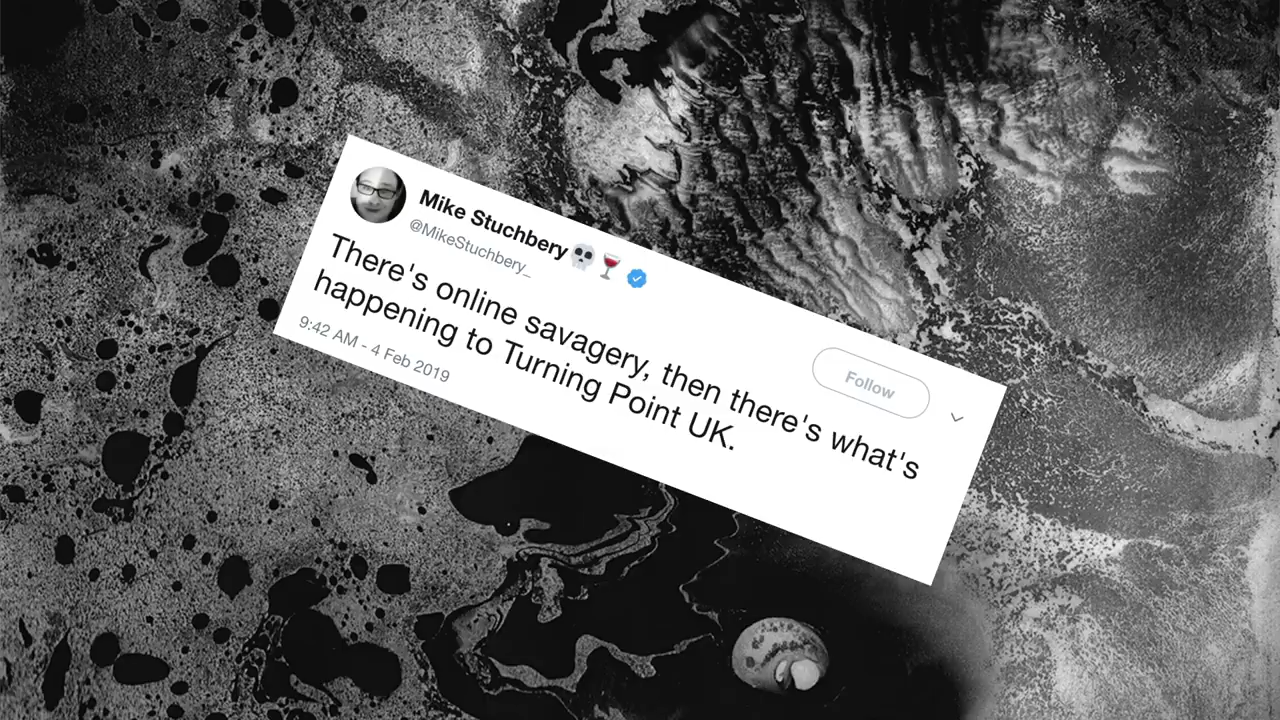 Mike Stuchbery💀🍷
@MikeStuchbery_
Follow
There's online savagery, then there's what's
happening to Turning Point UK.
9:42 AM - 4 Feb 2019